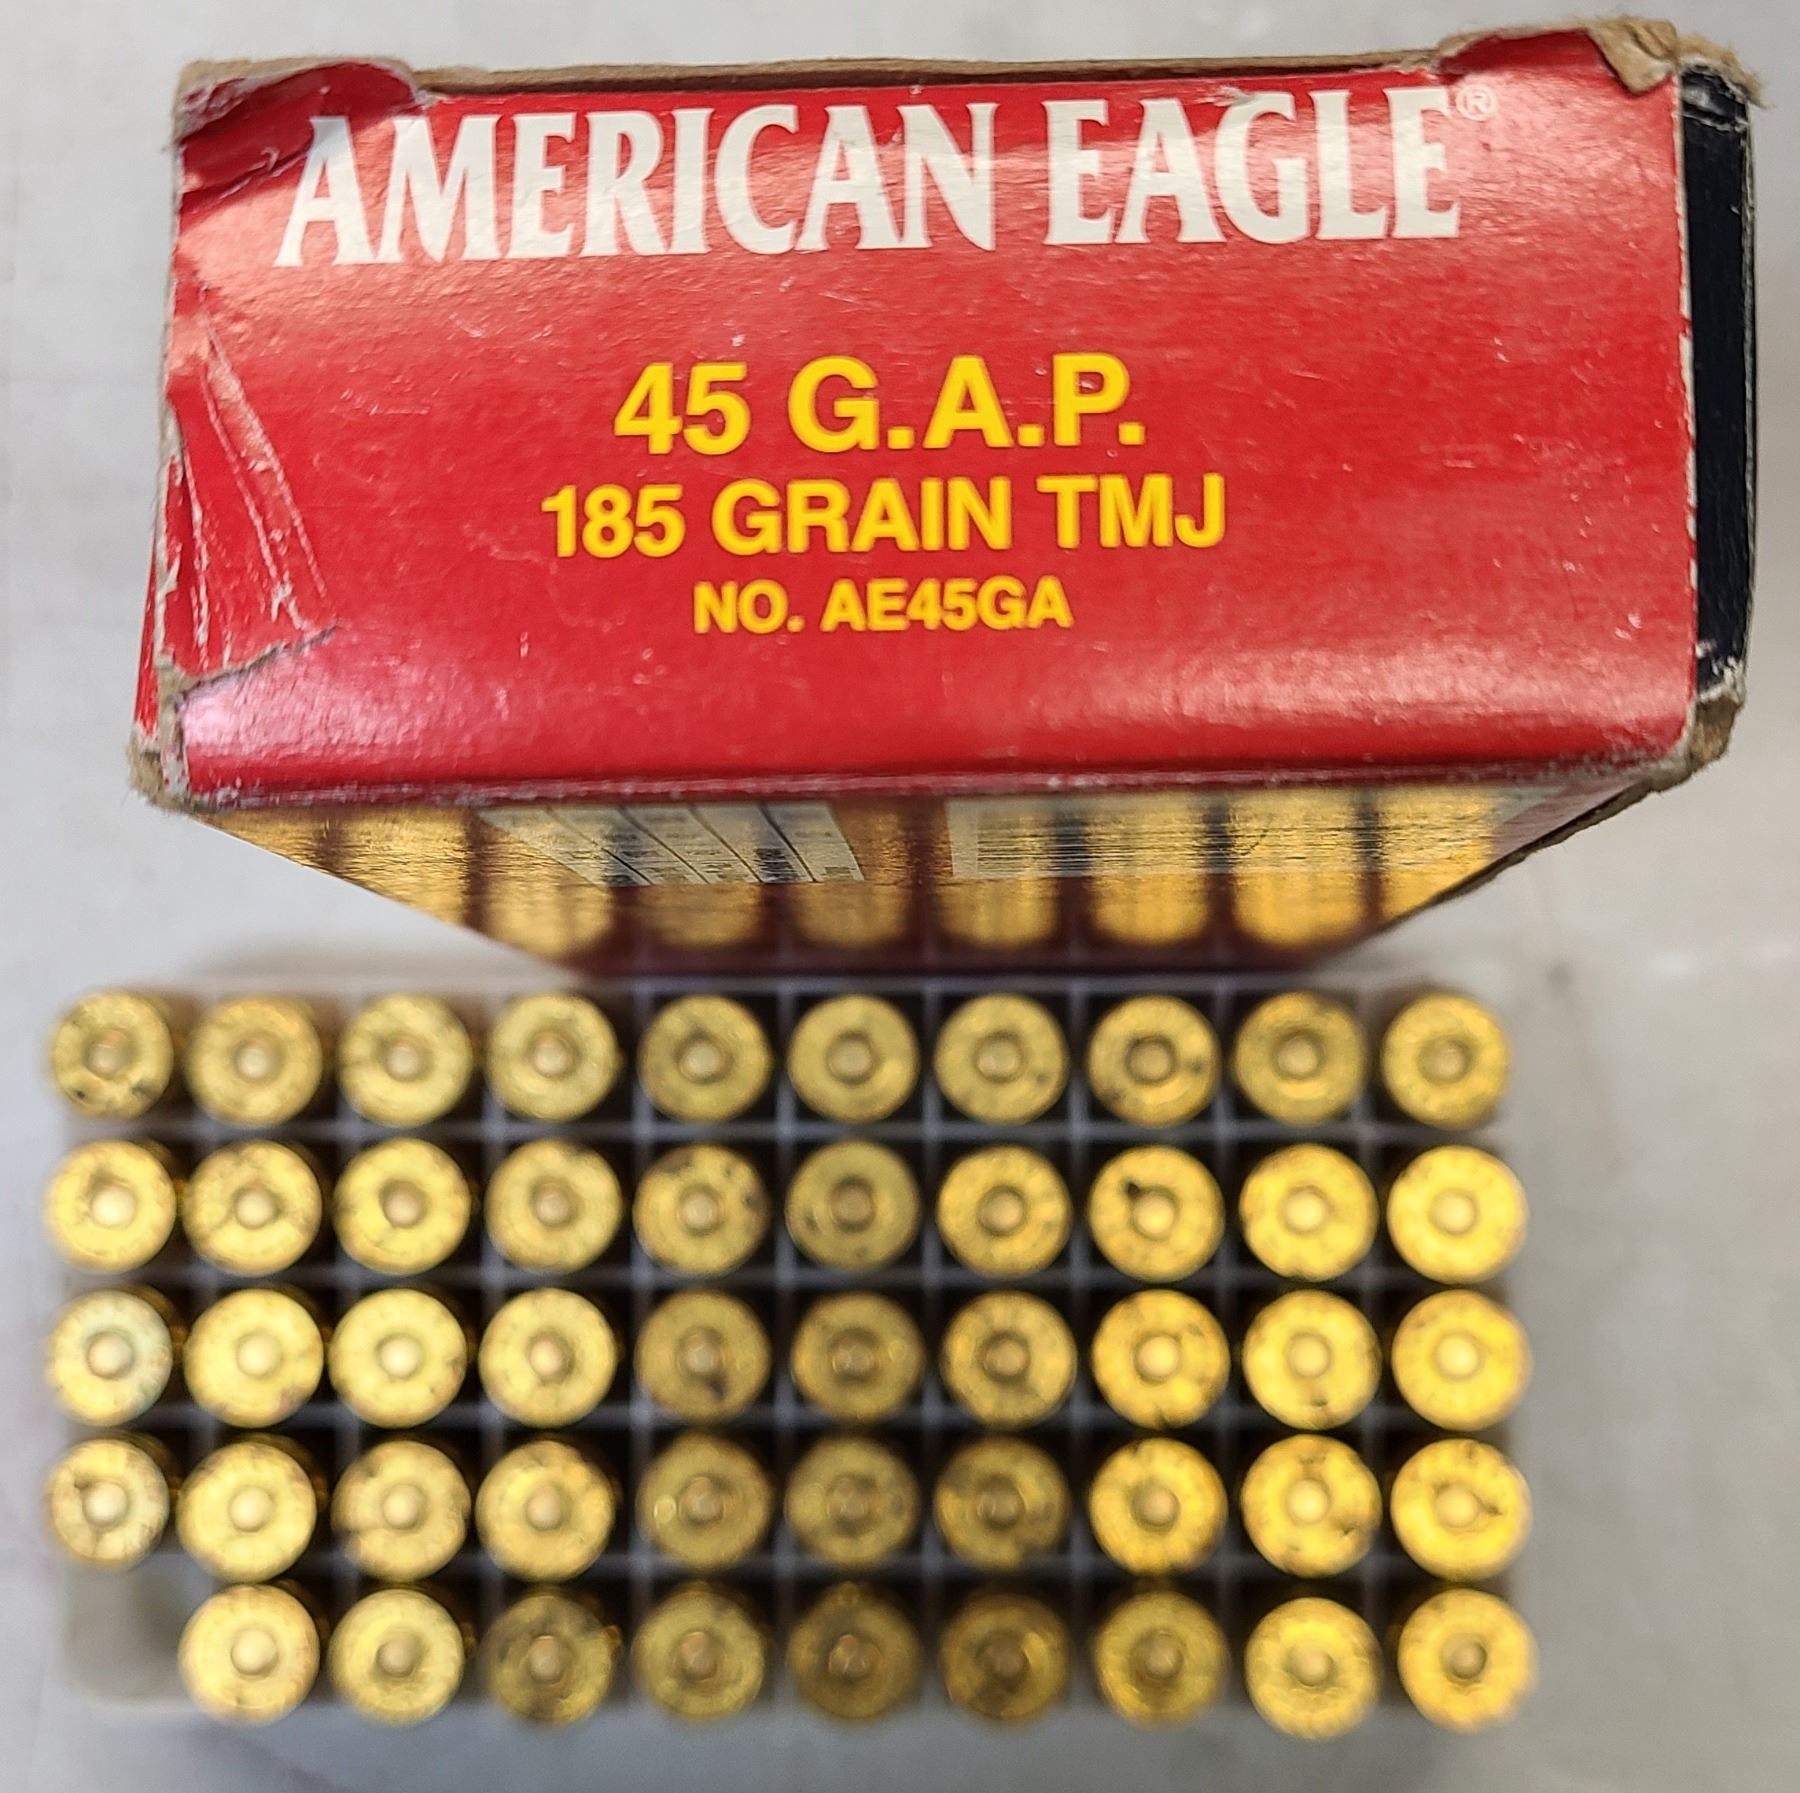 AMERICAN EAGLE®
45 G.A.P.
185 GRAIN TMJ
NO. AE45GA